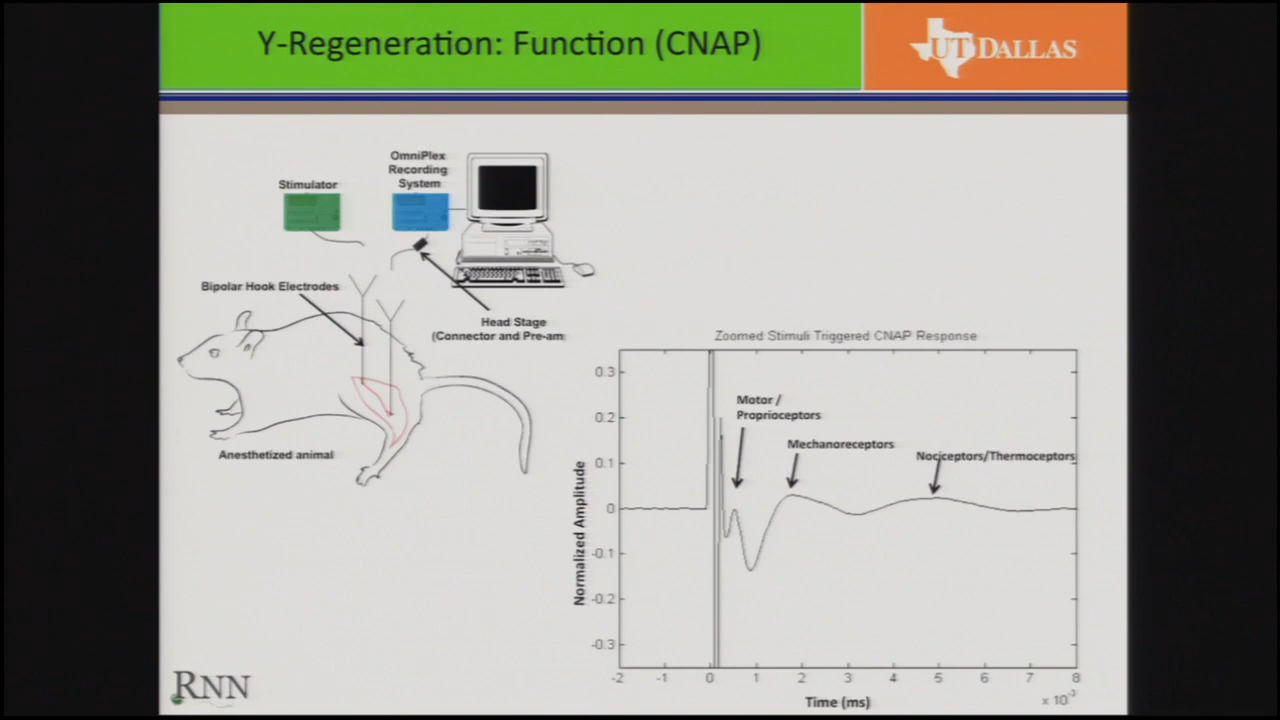 Y-Regeneration: Function (CNAP)
UT DALLAS
OmniPlex
Recording
System
Stimulator
Bipolar Hook Electrodes
Head Stage
(Connector and Pre-am
Anesthetized animal
Zoomed Stimuli Triggered CNAP Response
Motor /
Proprioceptors
Mechanoreceptors
Nociceptors/Thermoceptors
Normalized Amplitude
0.3
0.2
0.1
0
-0.1
-0.2
-0.3
-2 -1 0 1 2 3 4 5 6 7 8
x 10-3
Time (ms)
RNN